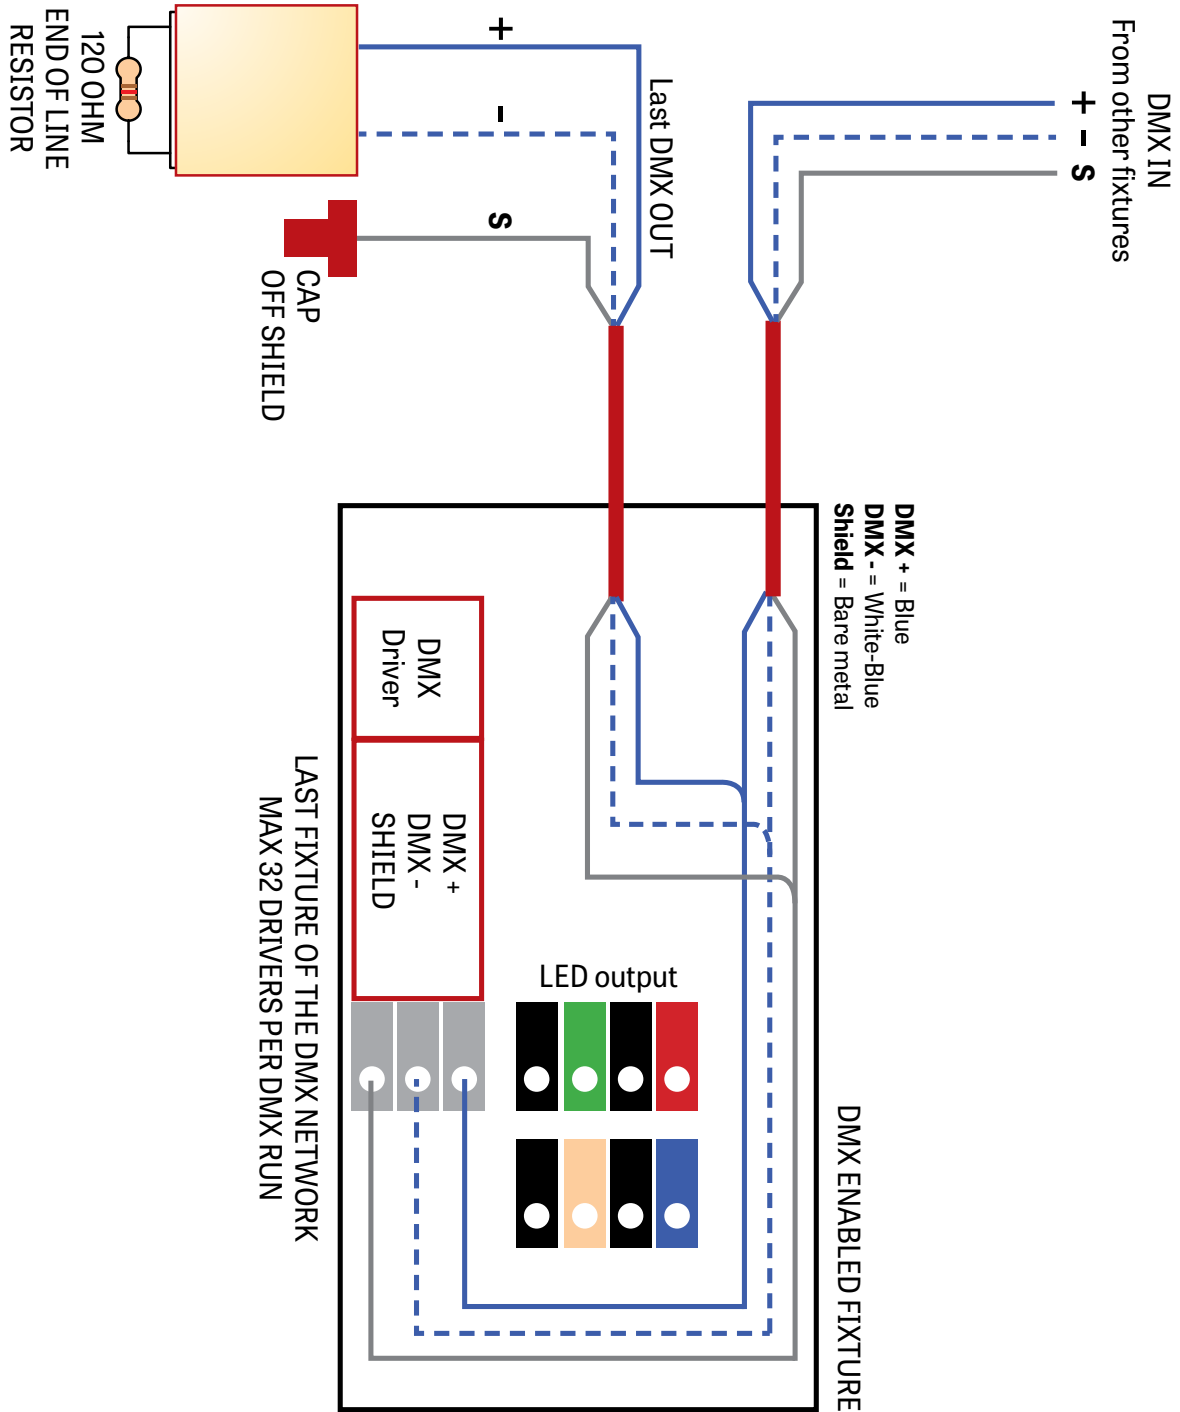 DMX IN
From other fixtures
+
-
S
Last DMX OUT
+
-
S
120 OHM
END OF LINE
RESISTOR
CAP
OFF SHIELD
DMX + = Blue
DMX - = White-Blue
Shield = Bare metal
DMX ENABLED FIXTURE
LED output
DMX
Driver
DMX +
DMX -
SHIELD
LAST FIXTURE OF THE DMX NETWORK
MAX 32 DRIVERS PER DMX RUN